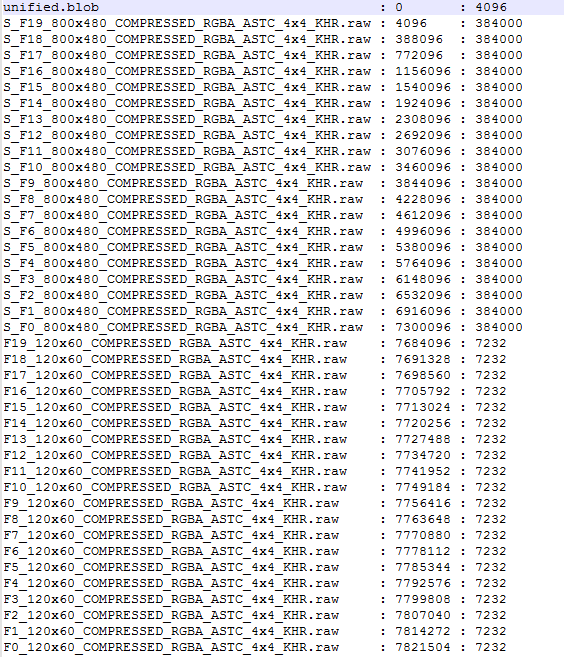 unified.blob : 0 : 4096
S_F19_800x480_COMPRESSED_RGBA_ASTC_4x4_KHR.raw : 4096 : 384000
S_F18_800x480_COMPRESSED_RGBA_ASTC_4x4_KHR.raw : 388096 : 384000
S_F17_800x480_COMPRESSED_RGBA_ASTC_4x4_KHR.raw : 772096 : 384000
S_F16_800x480_COMPRESSED_RGBA_ASTC_4x4_KHR.raw : 1156096 : 384000
S_F15_800x480_COMPRESSED_RGBA_ASTC_4x4_KHR.raw : 1540096 : 384000
S_F14_800x480_COMPRESSED_RGBA_ASTC_4x4_KHR.raw : 1924096 : 384000
S_F13_800x480_COMPRESSED_RGBA_ASTC_4x4_KHR.raw : 2308096 : 384000
S_F12_800x480_COMPRESSED_RGBA_ASTC_4x4_KHR.raw : 2692096 : 384000
S_F11_800x480_COMPRESSED_RGBA_ASTC_4x4_KHR.raw : 3076096 : 384000
S_F10_800x480_COMPRESSED_RGBA_ASTC_4x4_KHR.raw : 3460096 : 384000
S_F9_800x480_COMPRESSED_RGBA_ASTC_4x4_KHR.raw : 3844096 : 384000
S_F8_800x480_COMPRESSED_RGBA_ASTC_4x4_KHR.raw : 4228096 : 384000
S_F7_800x480_COMPRESSED_RGBA_ASTC_4x4_KHR.raw : 4612096 : 384000
S_F6_800x480_COMPRESSED_RGBA_ASTC_4x4_KHR.raw : 4996096 : 384000
S_F5_800x480_COMPRESSED_RGBA_ASTC_4x4_KHR.raw : 5380096 : 384000
S_F4_800x480_COMPRESSED_RGBA_ASTC_4x4_KHR.raw : 5764096 : 384000
S_F3_800x480_COMPRESSED_RGBA_ASTC_4x4_KHR.raw : 6148096 : 384000
S_F2_800x480_COMPRESSED_RGBA_ASTC_4x4_KHR.raw : 6532096 : 384000
S_F1_800x480_COMPRESSED_RGBA_ASTC_4x4_KHR.raw : 6916096 : 384000
S_F0_800x480_COMPRESSED_RGBA_ASTC_4x4_KHR.raw : 7300096 : 384000
F19_120x60_COMPRESSED_RGBA_ASTC_4x4_KHR.raw : 7684096 : 7232
F18_120x60_COMPRESSED_RGBA_ASTC_4x4_KHR.raw : 7691328 : 7232
F17_120x60_COMPRESSED_RGBA_ASTC_4x4_KHR.raw : 7698560 : 7232
F16_120x60_COMPRESSED_RGBA_ASTC_4x4_KHR.raw : 7705792 : 7232
F15_120x60_COMPRESSED_RGBA_ASTC_4x4_KHR.raw : 7713024 : 7232
F14_120x60_COMPRESSED_RGBA_ASTC_4x4_KHR.raw : 7720256 : 7232
F13_120x60_COMPRESSED_RGBA_ASTC_4x4_KHR.raw : 7727488 : 7232
F12_120x60_COMPRESSED_RGBA_ASTC_4x4_KHR.raw : 7734720 : 7232
F11_120x60_COMPRESSED_RGBA_ASTC_4x4_KHR.raw : 7741952 : 7232
F10_120x60_COMPRESSED_RGBA_ASTC_4x4_KHR.raw : 7749184 : 7232
F9_120x60_COMPRESSED_RGBA_ASTC_4x4_KHR.raw : 7756416 : 7232
F8_120x60_COMPRESSED_RGBA_ASTC_4x4_KHR.raw : 7763648 : 7232
F7_120x60_COMPRESSED_RGBA_ASTC_4x4_KHR.raw : 7770880 : 7232
F6_120x60_COMPRESSED_RGBA_ASTC_4x4_KHR.raw : 7778112 : 7232
F5_120x60_COMPRESSED_RGBA_ASTC_4x4_KHR.raw : 7785344 : 7232
F4_120x60_COMPRESSED_RGBA_ASTC_4x4_KHR.raw : 7792576 : 7232
F3_120x60_COMPRESSED_RGBA_ASTC_4x4_KHR.raw : 7799808 : 7232
F2_120x60_COMPRESSED_RGBA_ASTC_4x4_KHR.raw : 7807040 : 7232
F1_120x60_COMPRESSED_RGBA_ASTC_4x4_KHR.raw : 7814272 : 7232
F0_120x60_COMPRESSED_RGBA_ASTC_4x4_KHR.raw : 7821504 : 7232